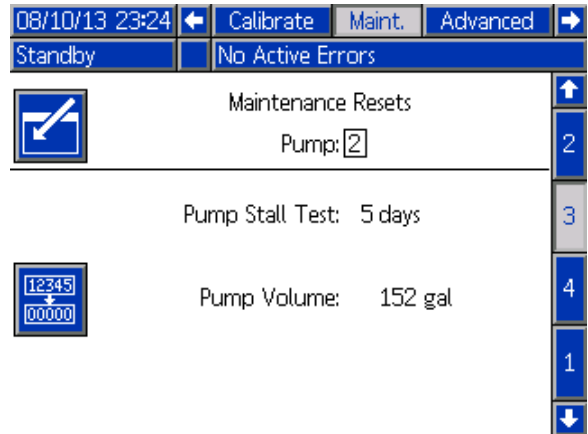 08/10/13 23:24 Calibrate Maint. Advanced
Standby No Active Errors
Maintenance Resets
Pump: 2
2
Pump Stall Test: 5 days
3
12345
00000
Pump Volume: 152 gal
4
1